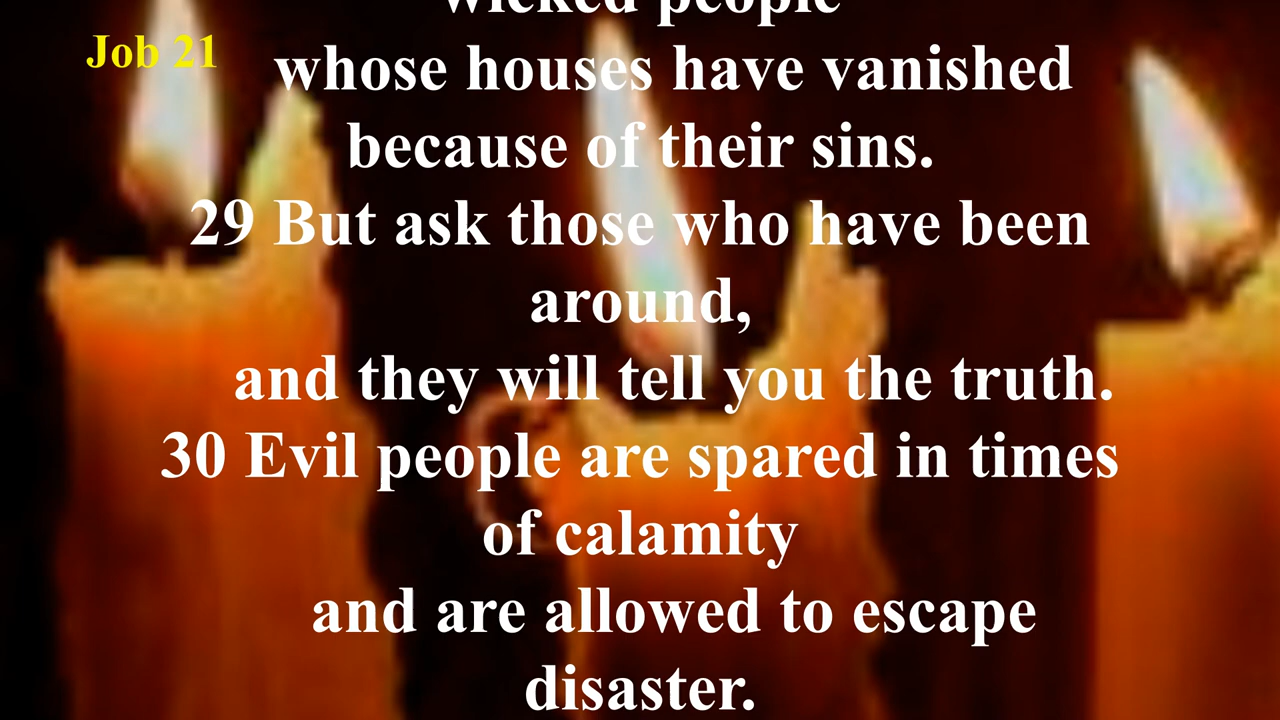 wicked people
Job 21
whose houses have vanished
because of their sins.
29 But ask those who have been
around,
and they will tell you the truth.
30 Evil people are spared in times
of calamity
and are allowed to escape
disaster.